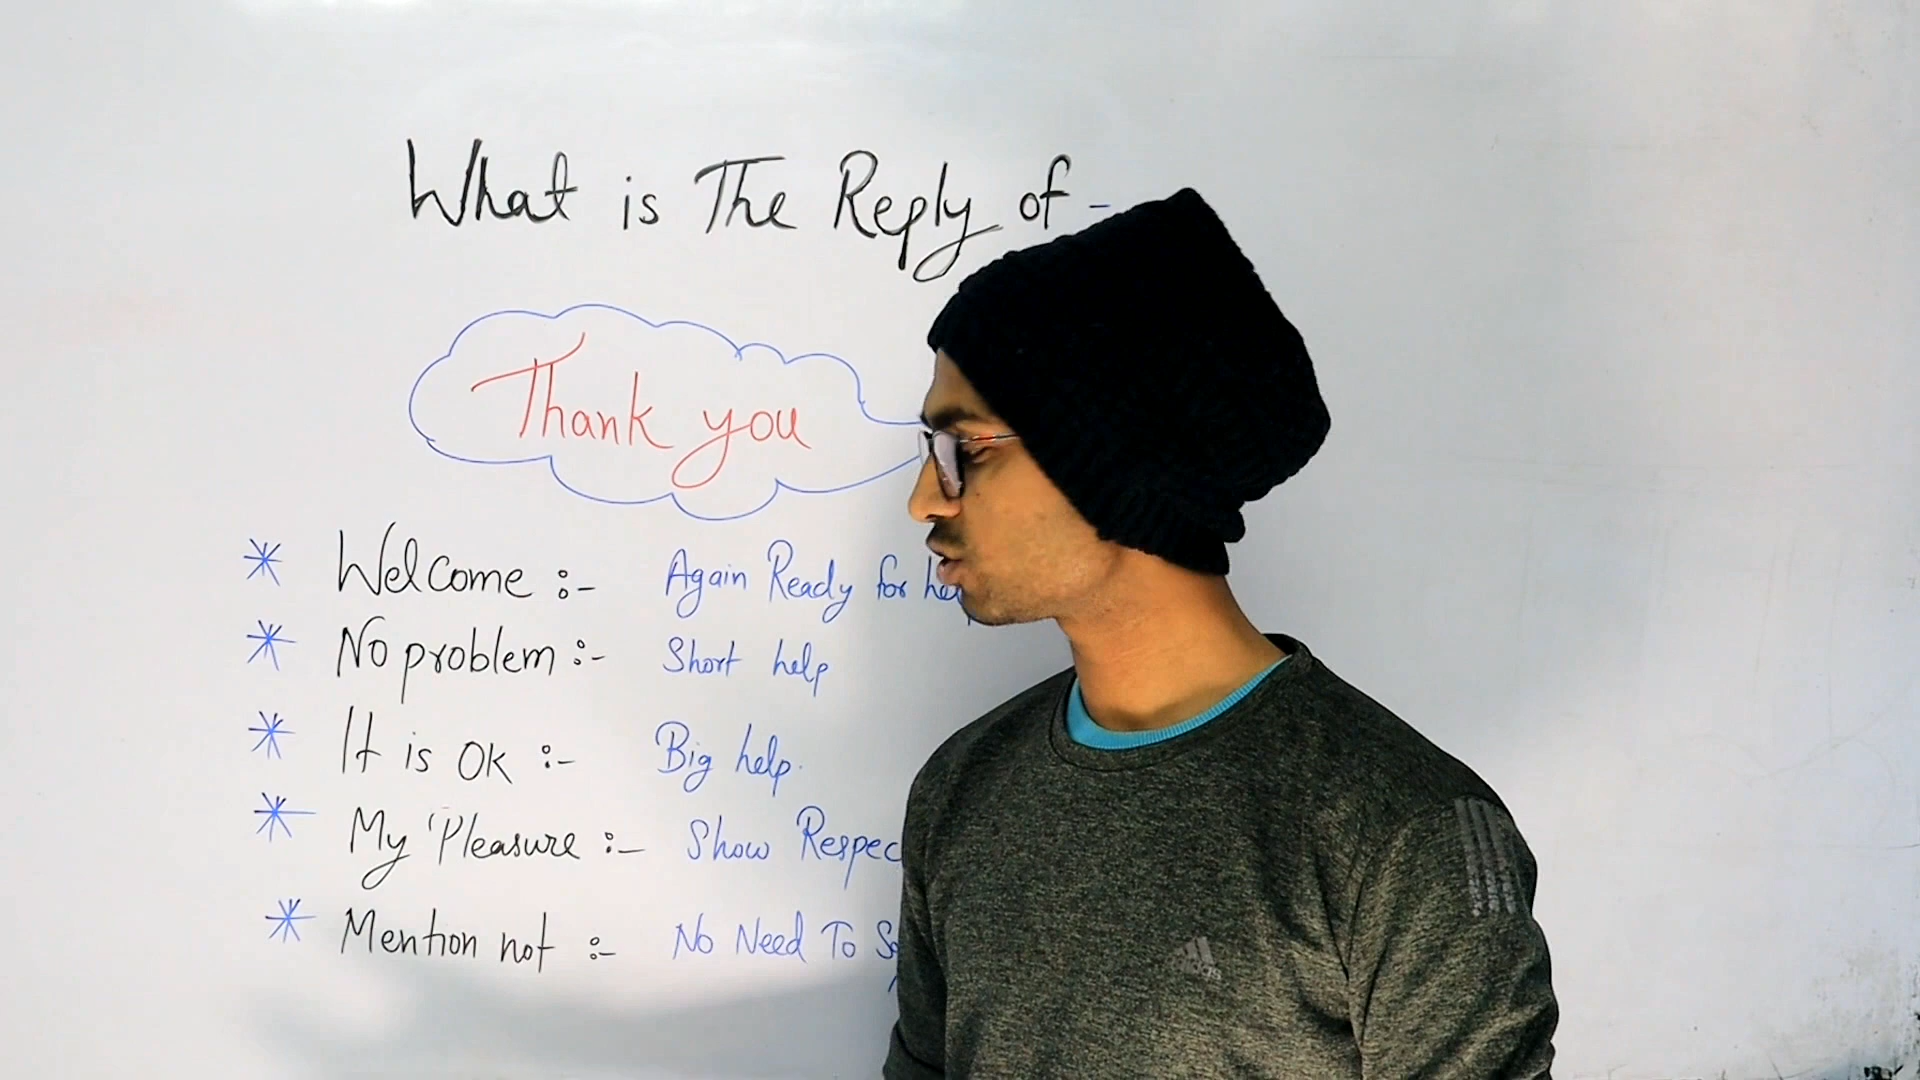 What is The Reply of -
Thank you
* Welcome :- Again Ready for
* No problem :- Short help
* It is Ok :- Big help.
* My Pleasure :- Show
* Mention not :- No Need To
adidas